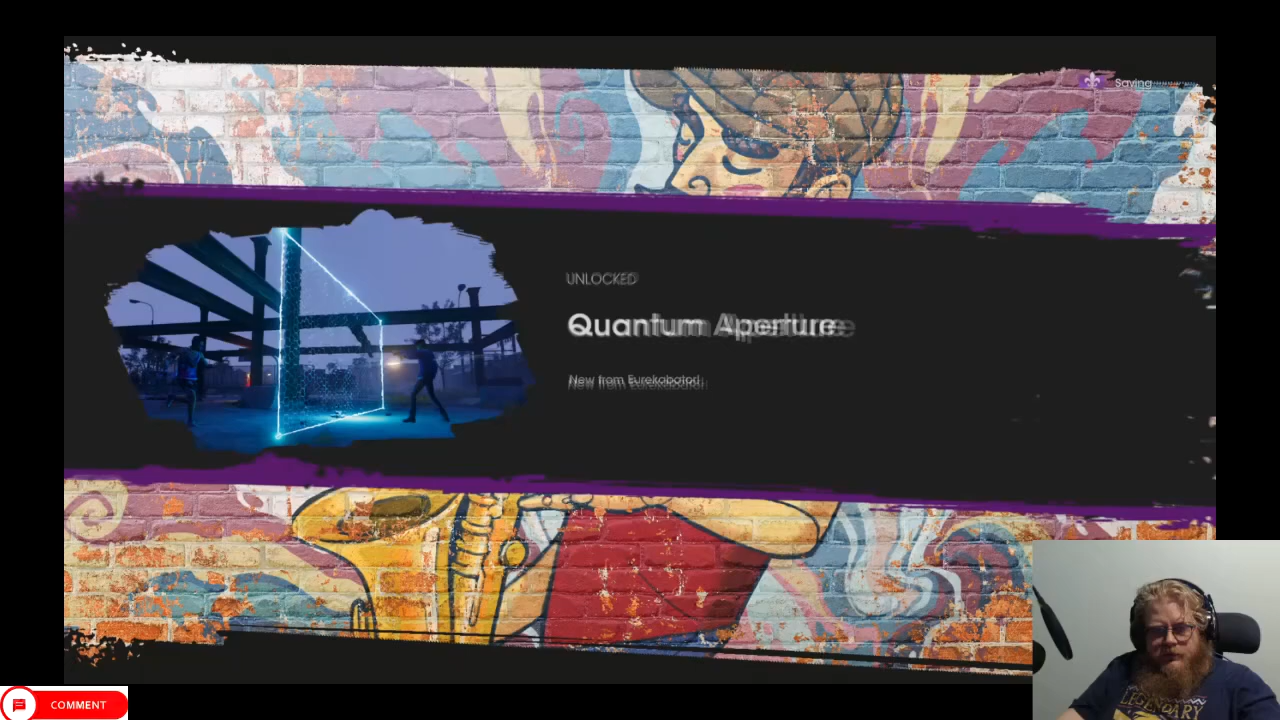 Saving
UNLOCKED
Quantum Aperture
New from Eurekabator!
COMMENT
LEGENDARY